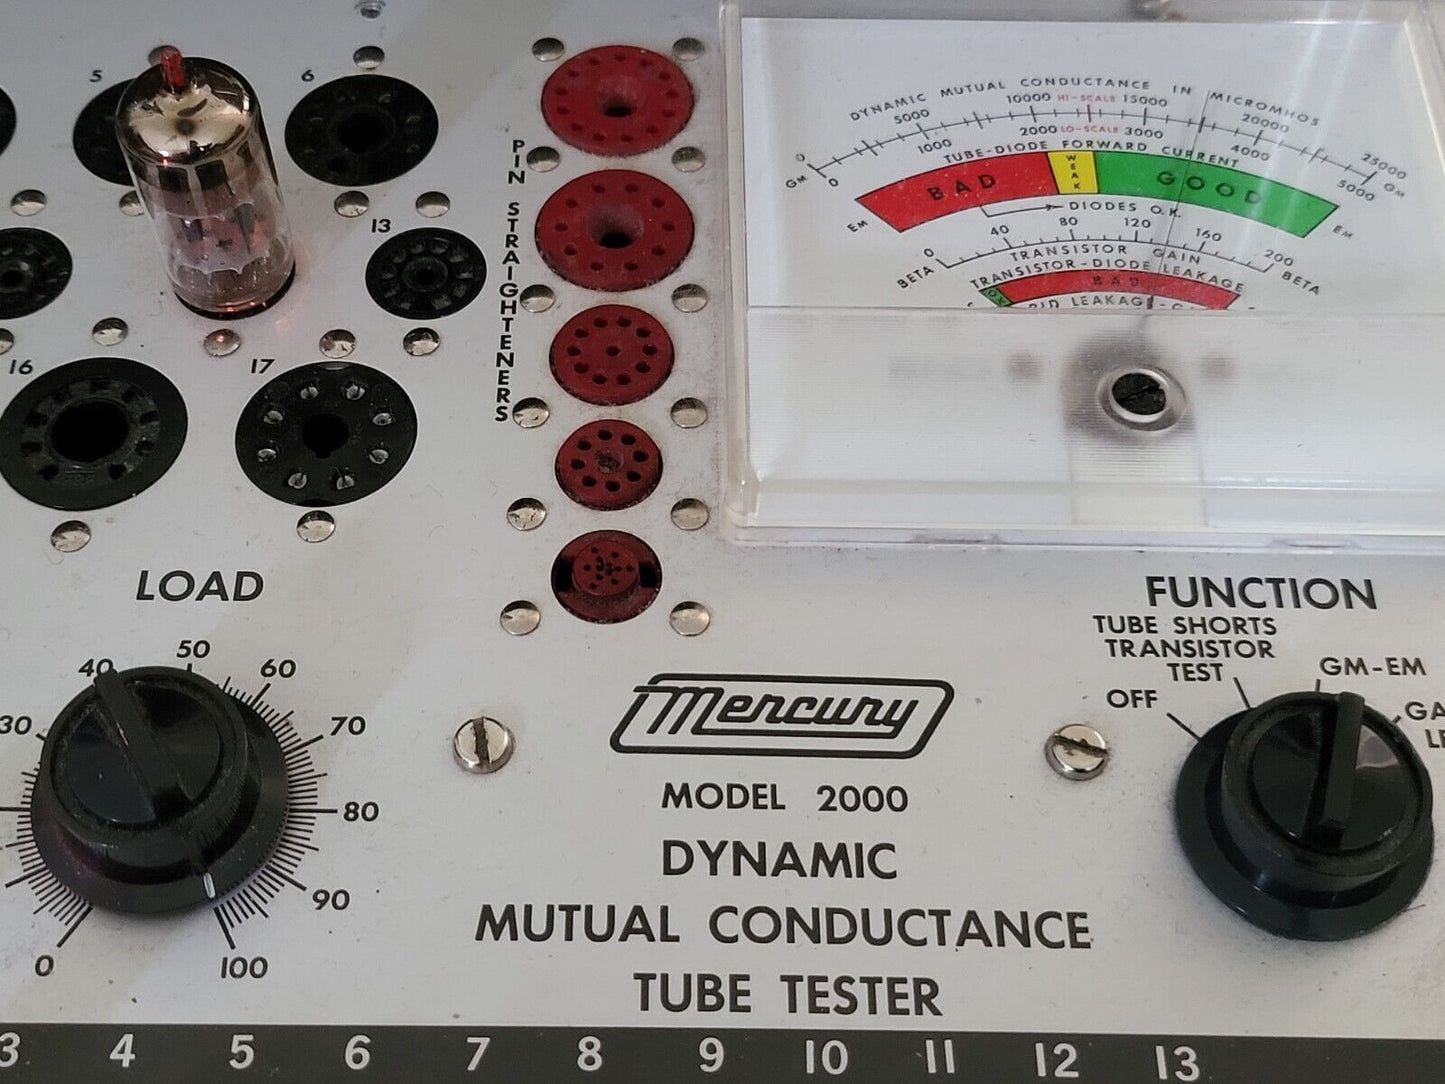 5
6
13
16
17
PIN STRAIGHTENERS
DYNAMIC MUTUAL CONDUCTANCE IN MICROMHOS
0 5000 10000 HI-SCALE 15000 20000 25000
GM GM
0 1000 2000 LO-SCALE 3000 4000 5000
TUBE-DIODE FORWARD CURRENT
BAD WEAK GOOD
EM EM
DIODES O.K.
0 40 80 120 160 200
BETA TRANSISTOR GAIN BETA
TRANSISTOR-DIODE LEAKAGE
BAD
LEAKAGE
LOAD
30 40 50 60 70 80 90 100
0
FUNCTION
OFF
TUBE SHORTS
TRANSISTOR
TEST
GM-EM
GA
LE
Mercury
MODEL 2000
DYNAMIC
MUTUAL CONDUCTANCE
TUBE TESTER
3 4 5 6 7 8 9 10 11 12 13